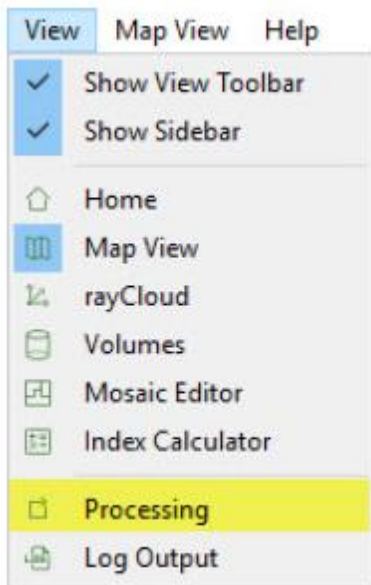 View Map View Help
Show View Toolbar
Show Sidebar
Home
Map View
rayCloud
Volumes
Mosaic Editor
Index Calculator
Processing
Log Output